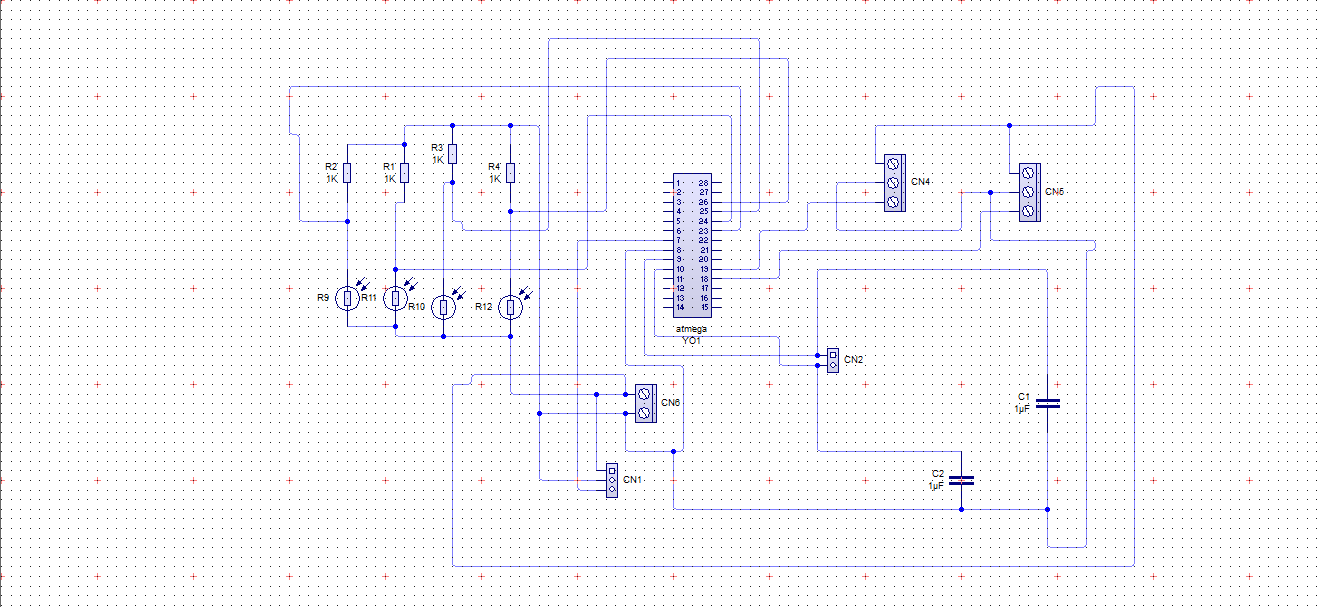 R3
1K
R2
1K
R1
1K
R4
1K
1 28
2 27
3 26
4 25
5 24
6 23
7 22
8 21
9 20
10 19
11 18
12 17
13 16
14 15
CN4
CN5
R9
R11
R10
R12
atmega
YO1
CN2
CN6
C1
1µF
CN1
C2
1µF